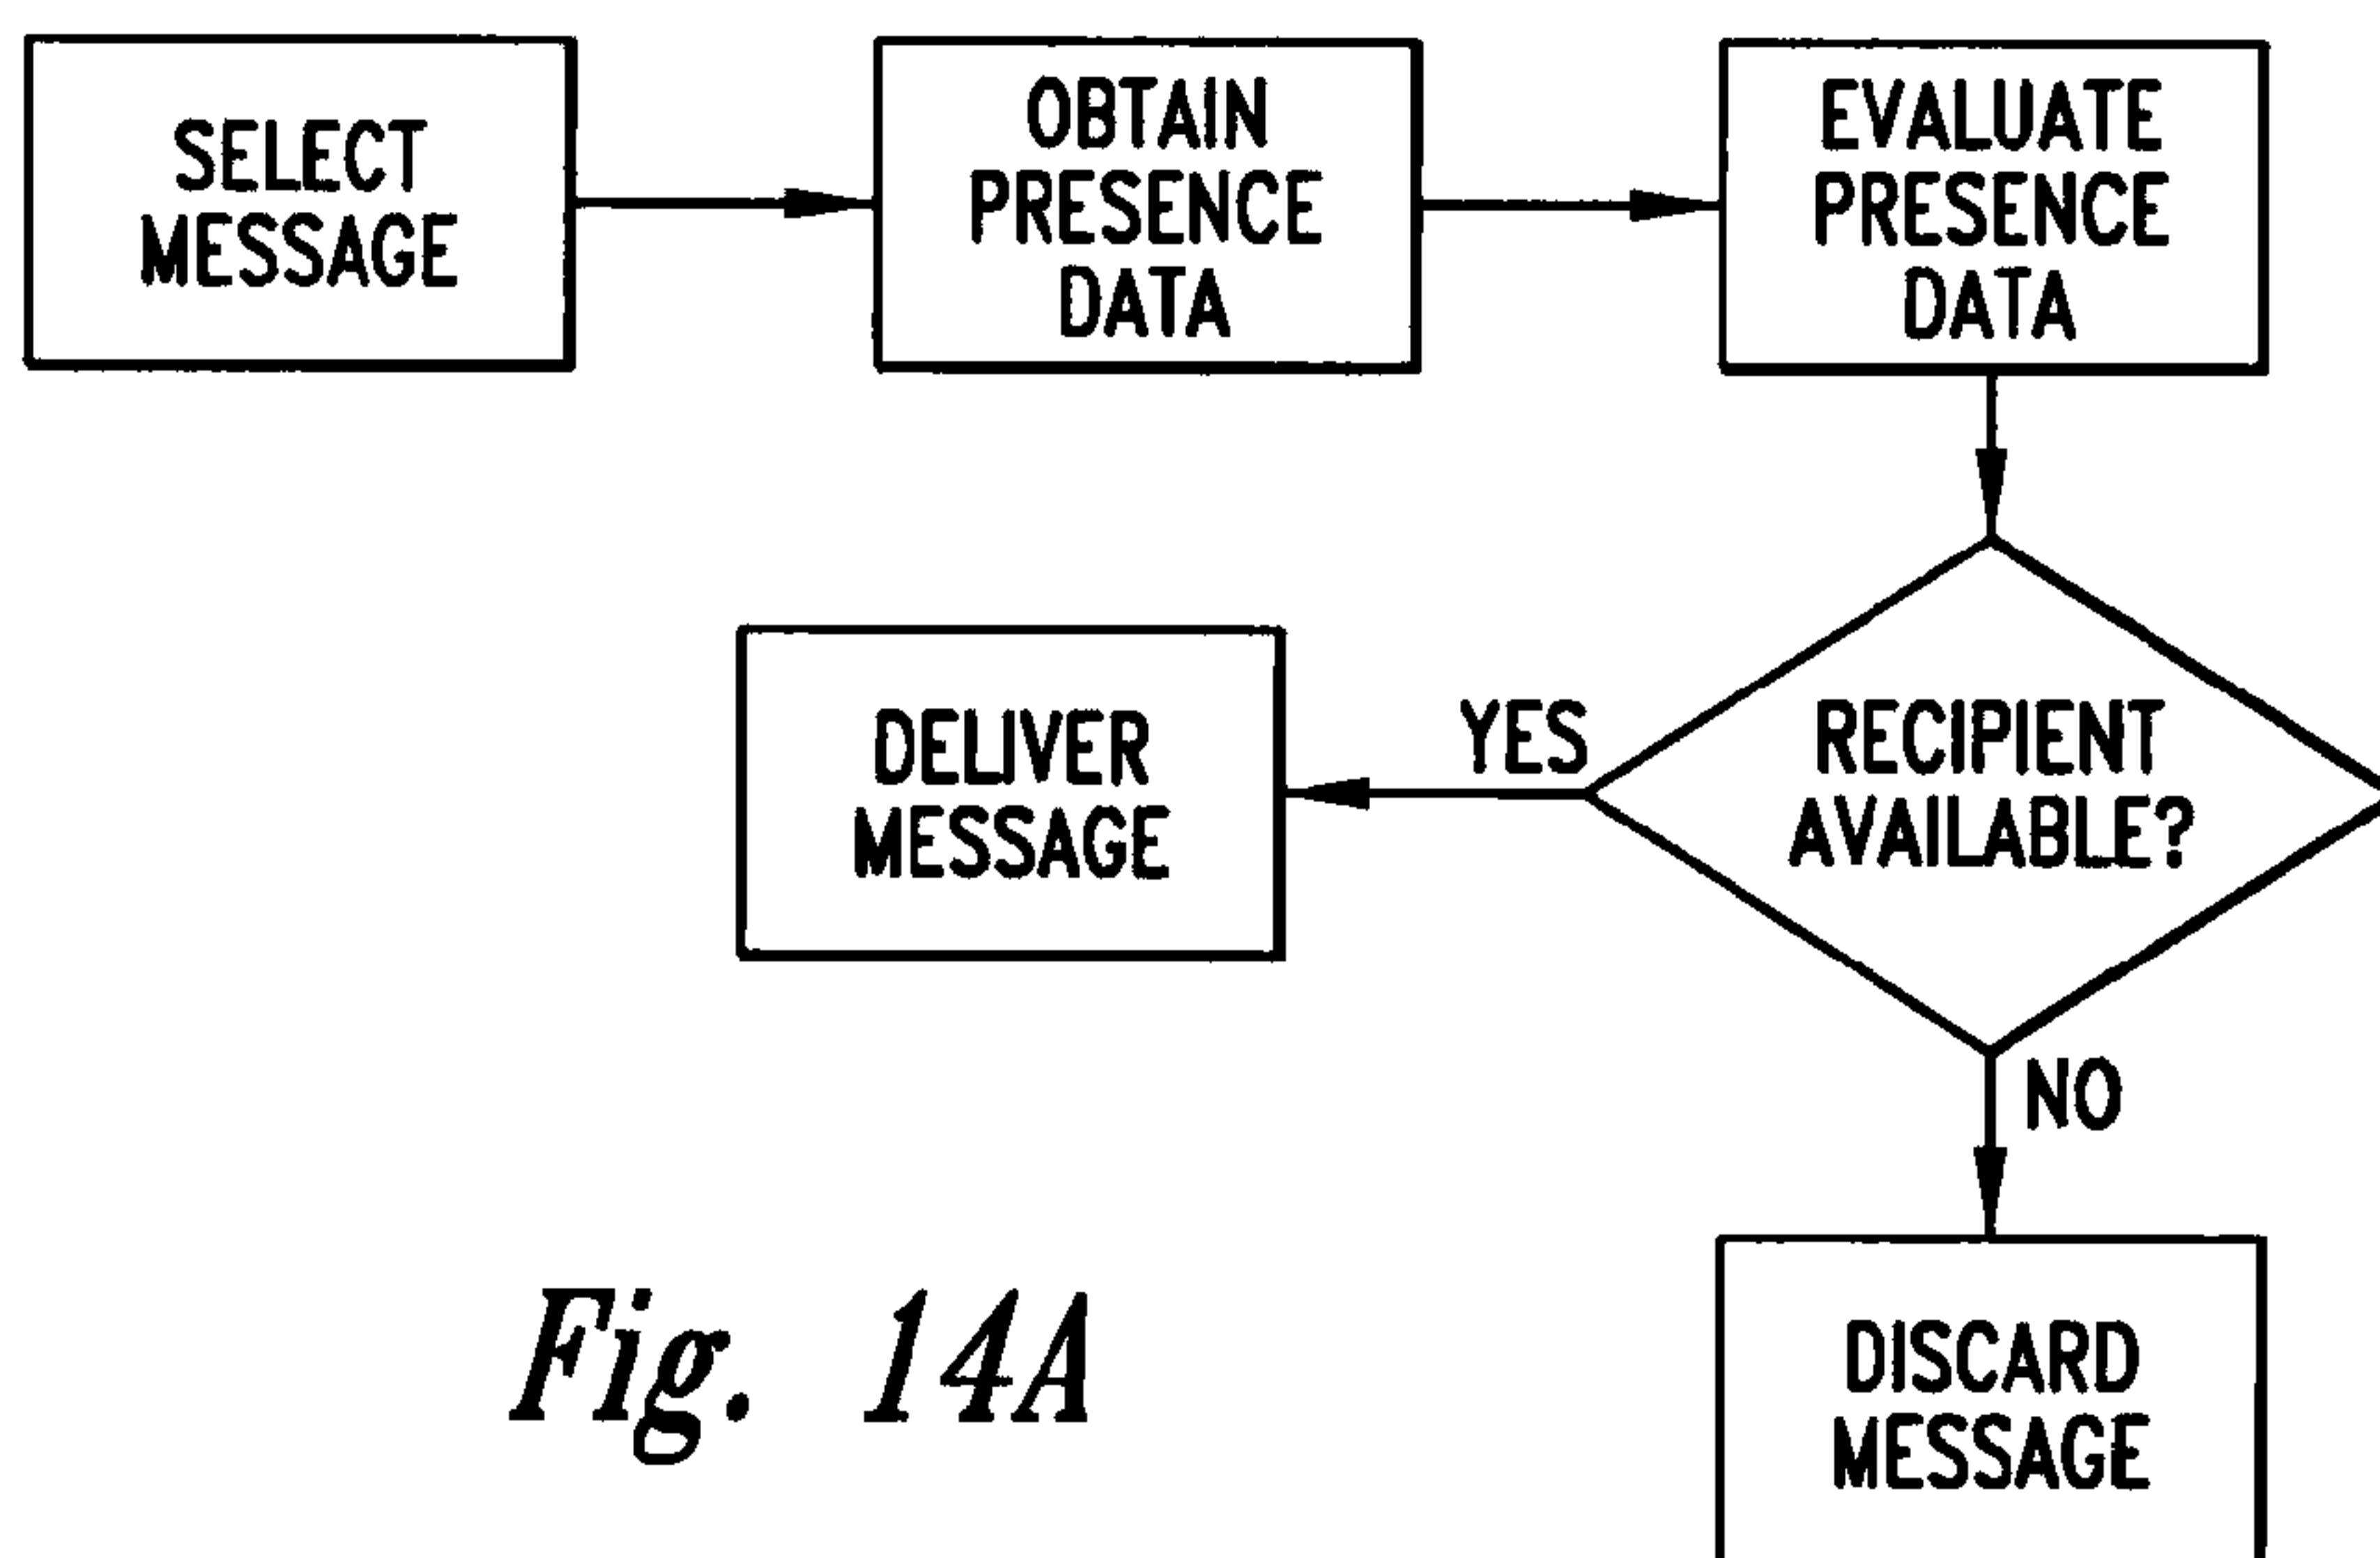 SELECT
MESSAGE
OBTAIN
PRESENCE
DATA
EVALUATE
PRESENCE
DATA
RECIPIENT
AVAILABLE?
YES
DELIVER
MESSAGE
NO
DISCARD
MESSAGE
Fig. 14A